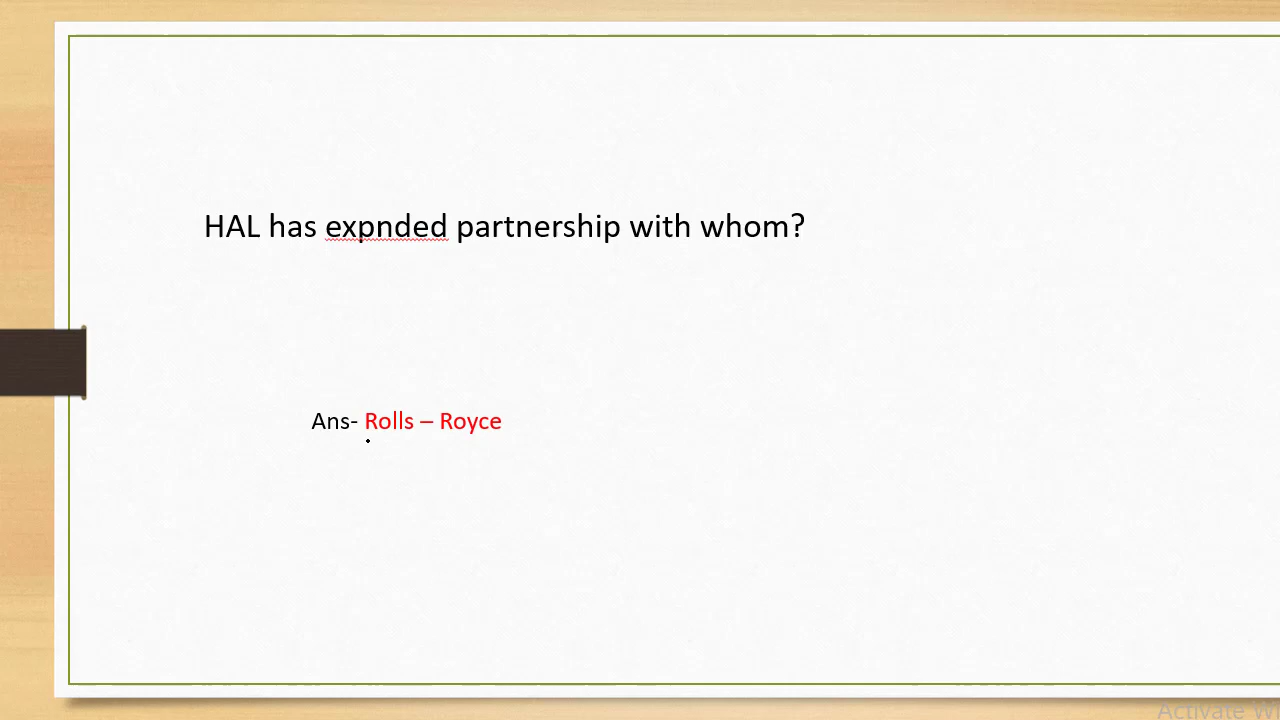 HAL has expnded partnership with whom?
Ans- Rolls – Royce
Activate